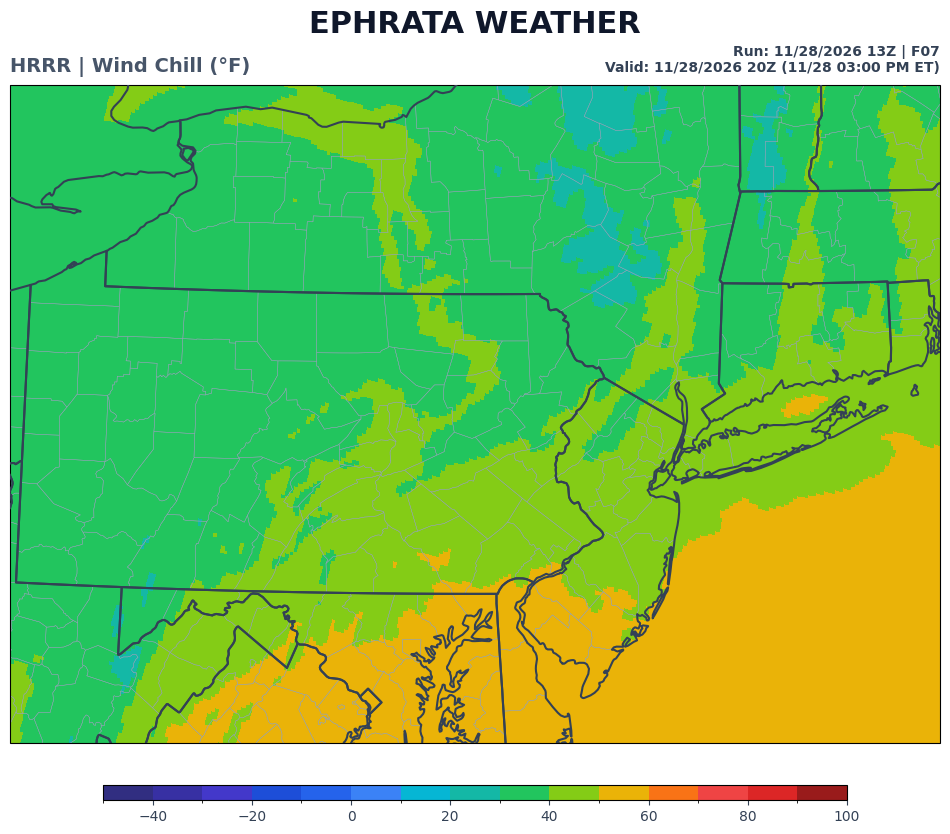 EPHRATA WEATHER
HRRR | Wind Chill (°F)
Run: 11/28/2026 13Z | F07
Valid: 11/28/2026 20Z (11/28 03:00 PM ET)
−40 −20 0 20 40 60 80 100